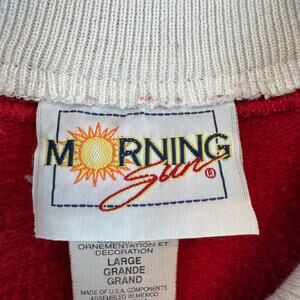 MORNING
Sun
ORNEMENTATION ET
DECORATION
LARGE
GRANDE
GRAND
MADE OF U.S.A. COMPONENTS
ASSEMBLED IN MEXICO